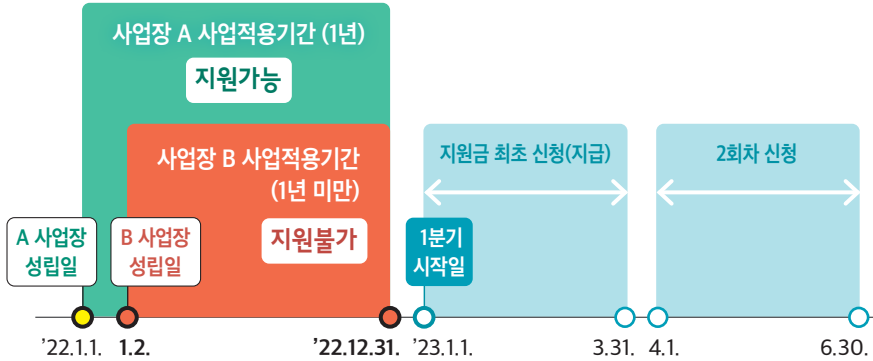 사업장 A 사업적용기간 (1년)
지원가능
사업장 B 사업적용기간
(1년 미만)
지원불가
지원금 최초 신청(지급)
2회차 신청
A 사업장
성립일
B 사업장
성립일
1분기
시작일
’22.1.1. 1.2. ’22.12.31. ’23.1.1. 3.31. 4.1. 6.30.